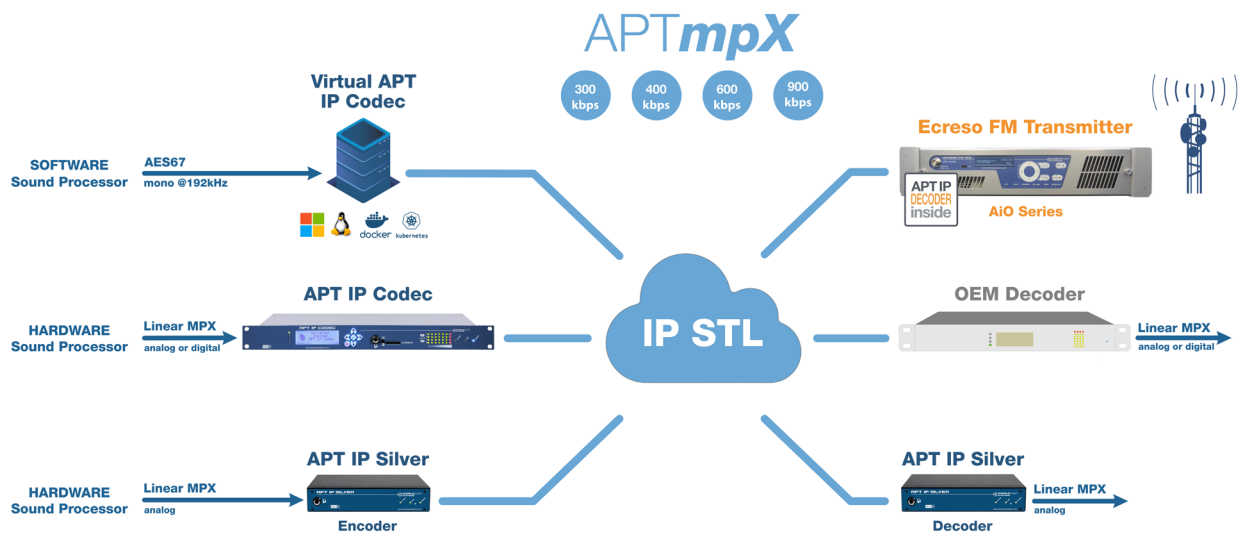 APTmpX
300 kbps
400 kbps
600 kbps
900 kbps
Virtual APT
IP Codec
SOFTWARE
Sound Processor
AES67
mono @192kHz
docker
kubernetes
Ecreso FM Transmitter
APT IP
DECODER
inside
AiO Series
APT IP Codec
HARDWARE
Sound Processor
Linear MPX
analog or digital
APT IP CODEC
IP STL
OEM Decoder
Linear MPX
analog or digital
APT IP Silver
HARDWARE
Sound Processor
Linear MPX
analog
APT IP SILVER
Encoder
APT IP Silver
APT IP SILVER
Decoder
Linear MPX
analog